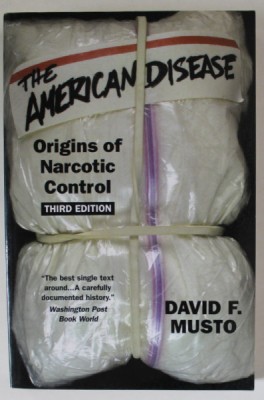 THE
AMERICAN DISEASE
Origins of
Narcotic
Control
THIRD EDITION
"The best single text
around...A carefully
documented history."
Washington Post
Book World
DAVID F.
MUSTO